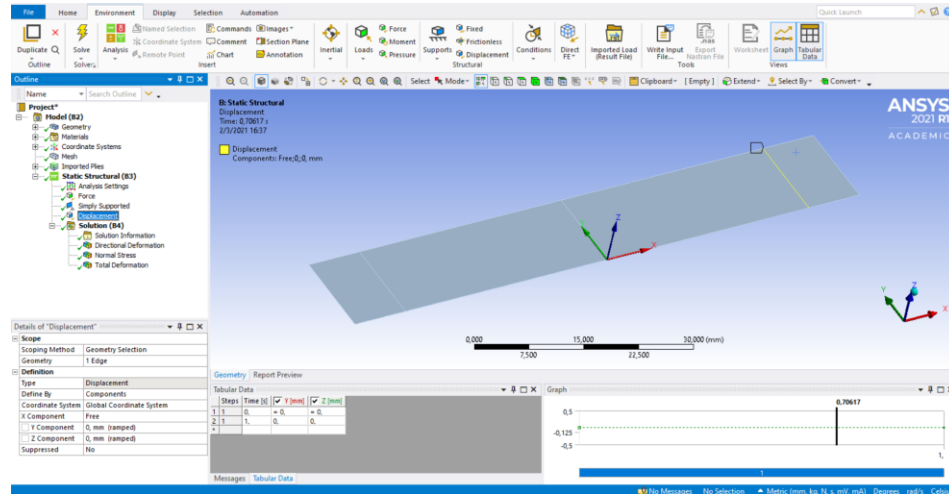 File Home Environment Display Selection Automation Quick Launch
Duplicate Q Solve Analysis Named Selection Commands Images Inertial Loads Force Supports Fixed Conditions Direct FE Imported Load (Result File) Write Input File... Export Nastran File Worksheet Graph Tabular Data
Coordinate System Comment Section Plane Moment Frictionless
Remote Point Chart Annotation Pressure Displacement
Outline Solver Insert Structural Tools Views
Outline
Name Search Outline
Select Mode Clipboard [ Empty ] Extend Select By Convert
Project*
Model (B2)
Geometry
Materials
Coordinate Systems
Mesh
Imported Plies
Static Structural (B3)
Analysis Settings
Force
Simply Supported
Displacement
Solution (B4)
Solution Information
Directional Deformation
Normal Stress
Total Deformation
B: Static Structural
Displacement
Time: 0,70617 s
2/3/2021 16:37
Displacement
Components: Free;0,;0, mm
ANSYS
2021 R1
ACADEMIC
Y Z X
Y Z X
0,000 15,000 30,000 (mm)
7,500 22,500
Geometry Report Preview
Details of "Displacement"
Scope
Scoping Method Geometry Selection
Geometry 1 Edge
Definition
Type Displacement
Define By Components
Coordinate System Global Coordinate System
X Component Free
Y Component 0, mm (ramped)
Z Component 0, mm (ramped)
Suppressed No
Tabular Data
Steps Time [s] Y [mm] Z [mm]
1 1 0, = 0, = 0,
2 1 1, 0, 0,
*
Messages Tabular Data
Graph
0,70617
0,5
-0,125
-0,5
1,
1
No Messages No Selection Metric (mm, kg, N, s, mV, mA) Degrees rad/s Celsi